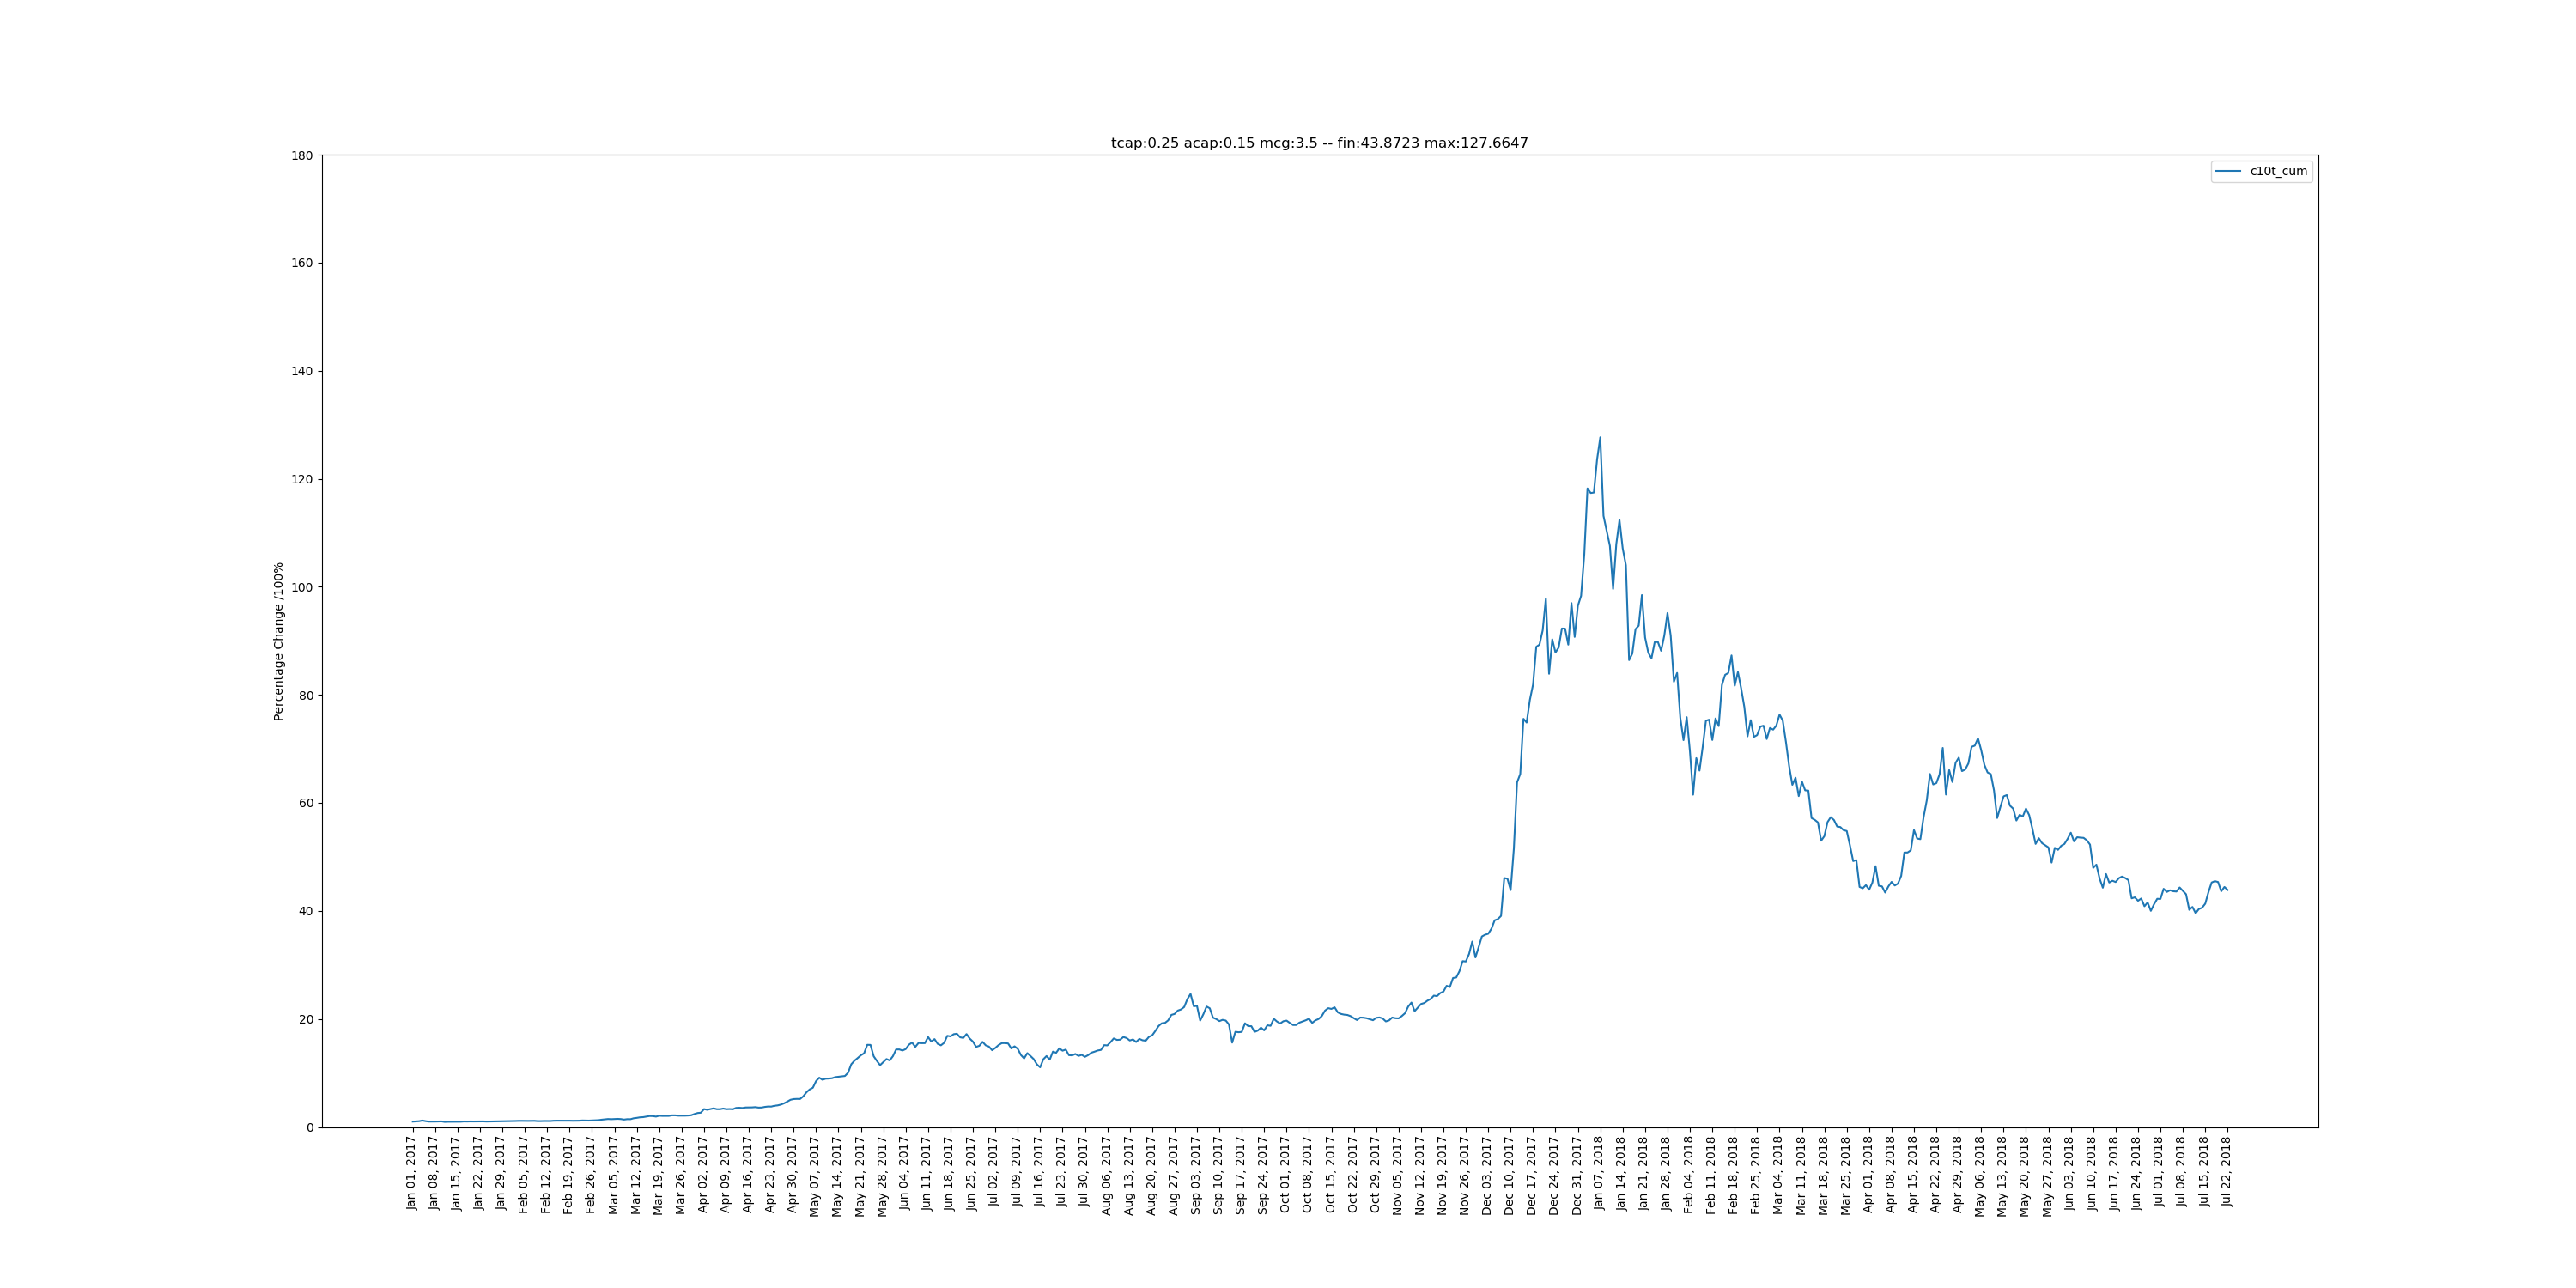 tcap:0.25 acap:0.15 mcg:3.5 -- fin:43.8723 max:127.6647
c10t_cum
Percentage Change /100%
180
160
140
120
100
80
60
40
20
0
Jan 01, 2017
Jan 08, 2017
Jan 15, 2017
Jan 22, 2017
Jan 29, 2017
Feb 05, 2017
Feb 12, 2017
Feb 19, 2017
Feb 26, 2017
Mar 05, 2017
Mar 12, 2017
Mar 19, 2017
Mar 26, 2017
Apr 02, 2017
Apr 09, 2017
Apr 16, 2017
Apr 23, 2017
Apr 30, 2017
May 07, 2017
May 14, 2017
May 21, 2017
May 28, 2017
Jun 04, 2017
Jun 11, 2017
Jun 18, 2017
Jun 25, 2017
Jul 02, 2017
Jul 09, 2017
Jul 16, 2017
Jul 23, 2017
Jul 30, 2017
Aug 06, 2017
Aug 13, 2017
Aug 20, 2017
Aug 27, 2017
Sep 03, 2017
Sep 10, 2017
Sep 17, 2017
Sep 24, 2017
Oct 01, 2017
Oct 08, 2017
Oct 15, 2017
Oct 22, 2017
Oct 29, 2017
Nov 05, 2017
Nov 12, 2017
Nov 19, 2017
Nov 26, 2017
Dec 03, 2017
Dec 10, 2017
Dec 17, 2017
Dec 24, 2017
Dec 31, 2017
Jan 07, 2018
Jan 14, 2018
Jan 21, 2018
Jan 28, 2018
Feb 04, 2018
Feb 11, 2018
Feb 18, 2018
Feb 25, 2018
Mar 04, 2018
Mar 11, 2018
Mar 18, 2018
Mar 25, 2018
Apr 01, 2018
Apr 08, 2018
Apr 15, 2018
Apr 22, 2018
Apr 29, 2018
May 06, 2018
May 13, 2018
May 20, 2018
May 27, 2018
Jun 03, 2018
Jun 10, 2018
Jun 17, 2018
Jun 24, 2018
Jul 01, 2018
Jul 08, 2018
Jul 15, 2018
Jul 22, 2018